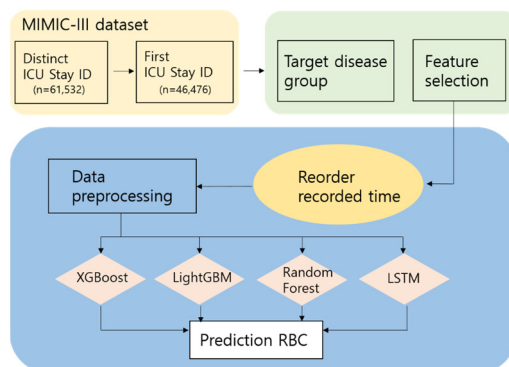 MIMIC-III dataset
Distinct
ICU Stay ID
(n=61,532)
First
ICU Stay ID
(n=46,476)
Target disease
group
Feature
selection
Reorder
recorded time
Data
preprocessing
XGBoost
LightGBM
Random
Forest
LSTM
Prediction RBC